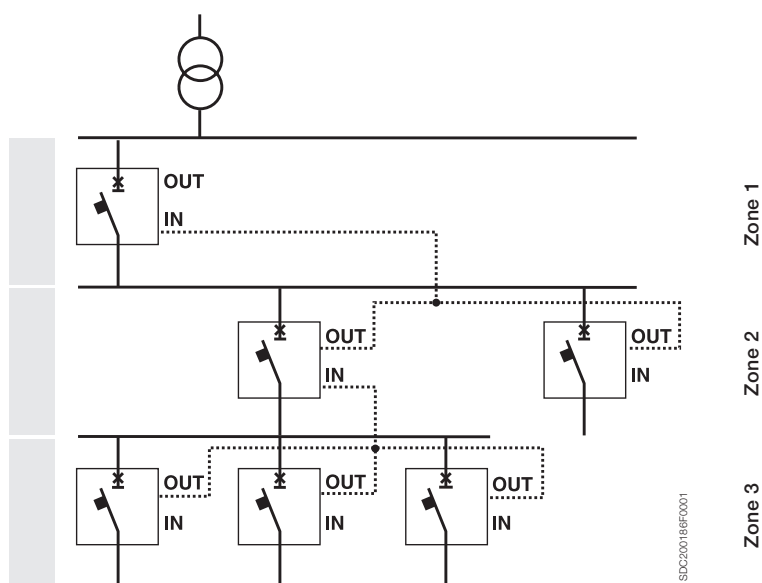 OUT
IN
Zone 1
OUT
IN
OUT
IN
Zone 2
OUT
IN
OUT
IN
OUT
IN
Zone 3
SDC200186F0001